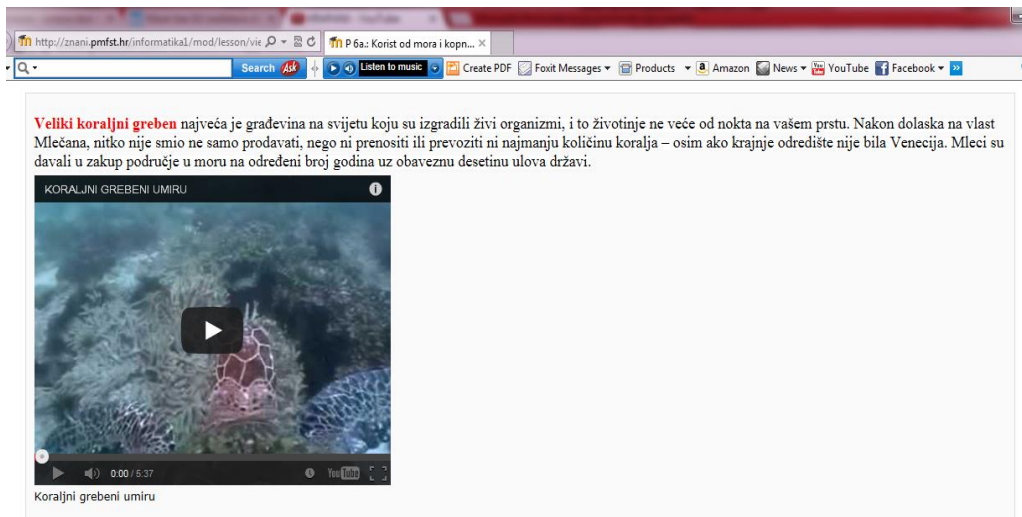 http://znani.pmfst.hr/informatika1/mod/lesson/vie
P 6a.: Korist od mora i kopn...
Search Ask Listen to music Create PDF Foxit Messages Products Amazon News YouTube Facebook
Veliki koraljni greben najveća je građevina na svijetu koju su izgradili živi organizmi, i to životinje ne veće od nokta na vašem prstu. Nakon dolaska na vlast
Mlečana, nitko nije smio ne samo prodavati, nego ni prenositi ili prevoziti ni najmanju količinu koralja – osim ako krajnje odredište nije bila Venecija. Mleci su
davali u zakup područje u moru na određeni broj godina uz obaveznu desetinu ulova državi.
KORALJNI GREBENI UMIRU
0:00 / 5:37 YouTube
Koraljni grebeni umiru